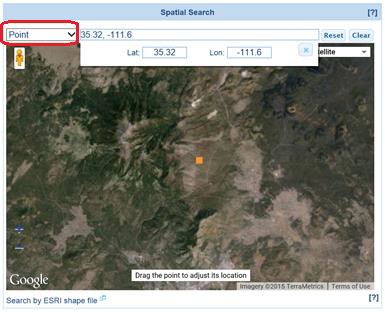 Spatial Search [?]
Point 35.32, -111.6 Reset Clear
Lat: 35.32 Lon: -111.6
tellite
Google
Drag the point to adjust its location
Imagery ©2015 TerraMetrics Terms of Use
Search by ESRI shape file [?]